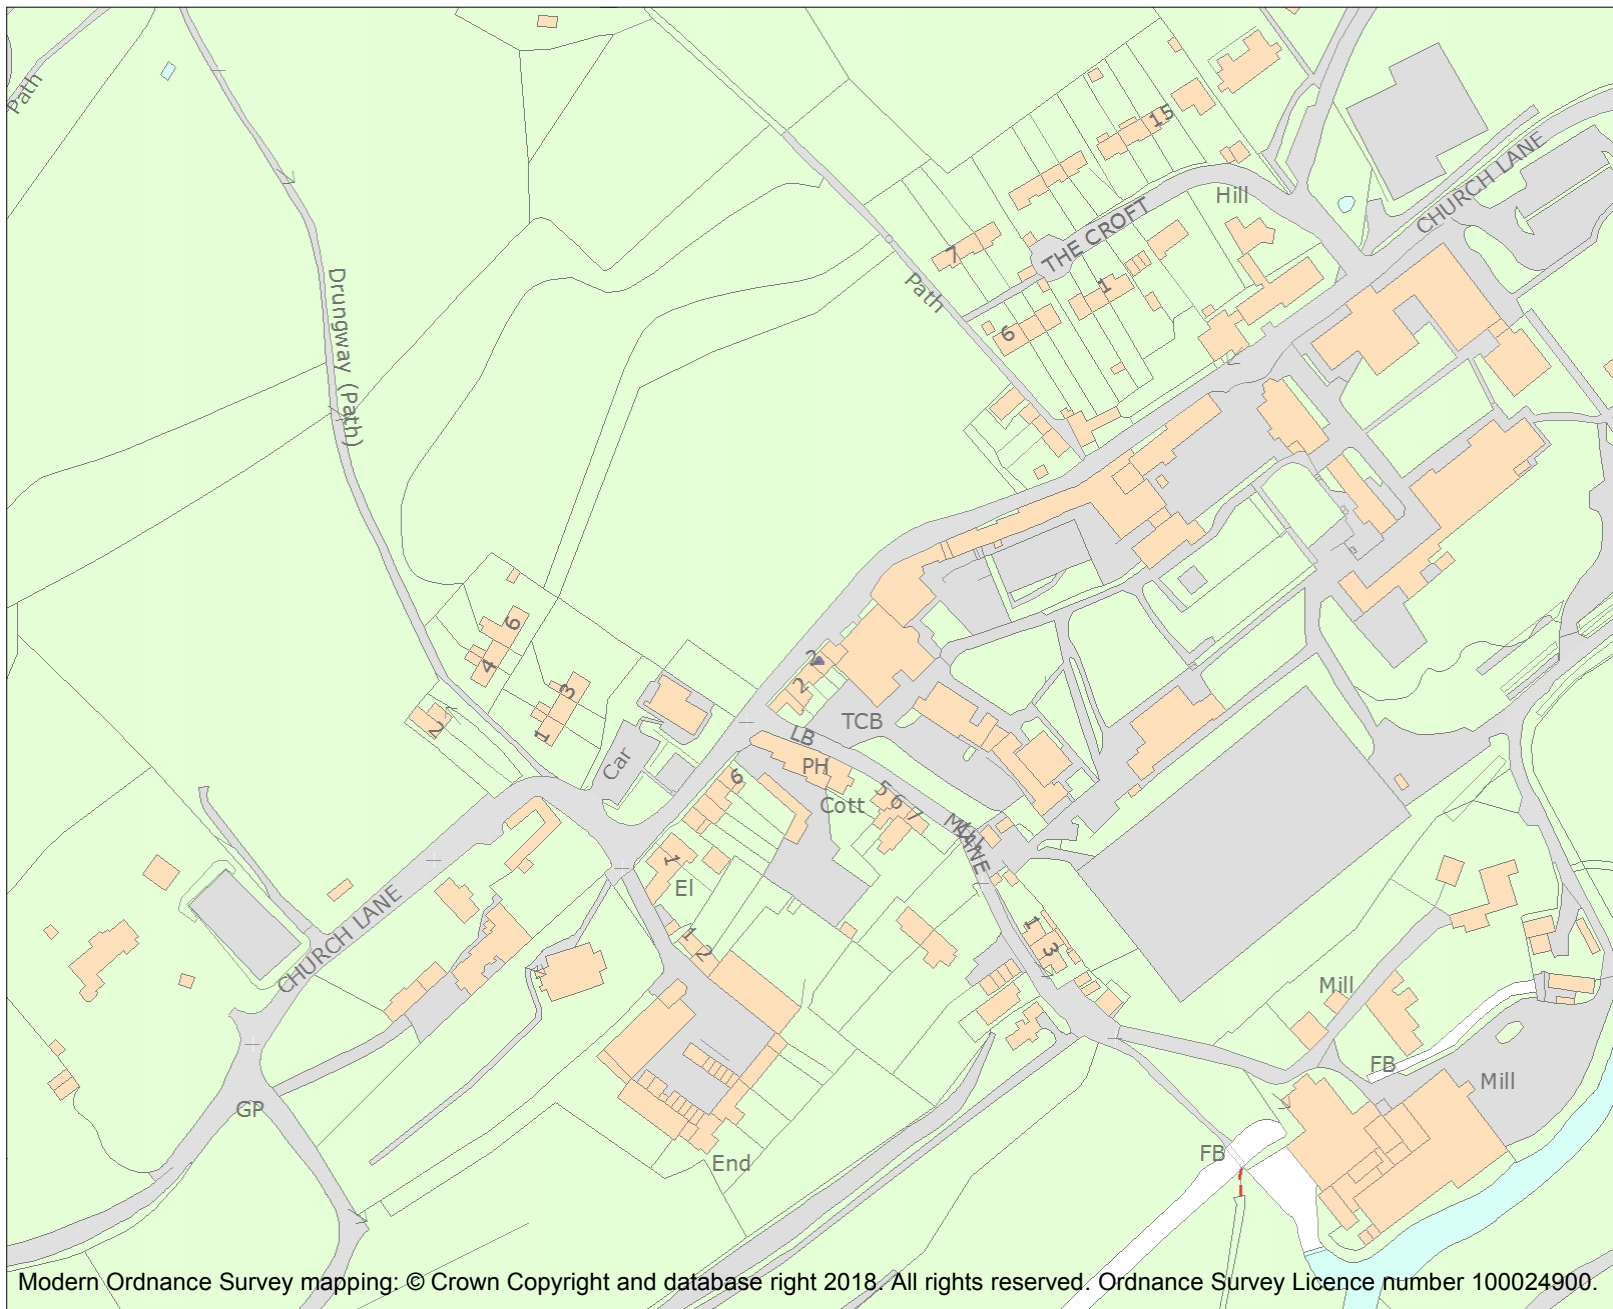 Path
15
Hill
CHURCH LANE
THE CROFT
7
Path
1
6
Drungway (Path)
6
4
3
2
1
2
2
TCB
LB
PH
Car
6
Cott
5
6
7
LANE
1
El
CHURCH LANE
1
2
1
3
Mill
FB
Mill
GP
FB
End
Modern Ordnance Survey mapping: © Crown Copyright and database right 2018. All rights reserved. Ordnance Survey Licence number 100024900.